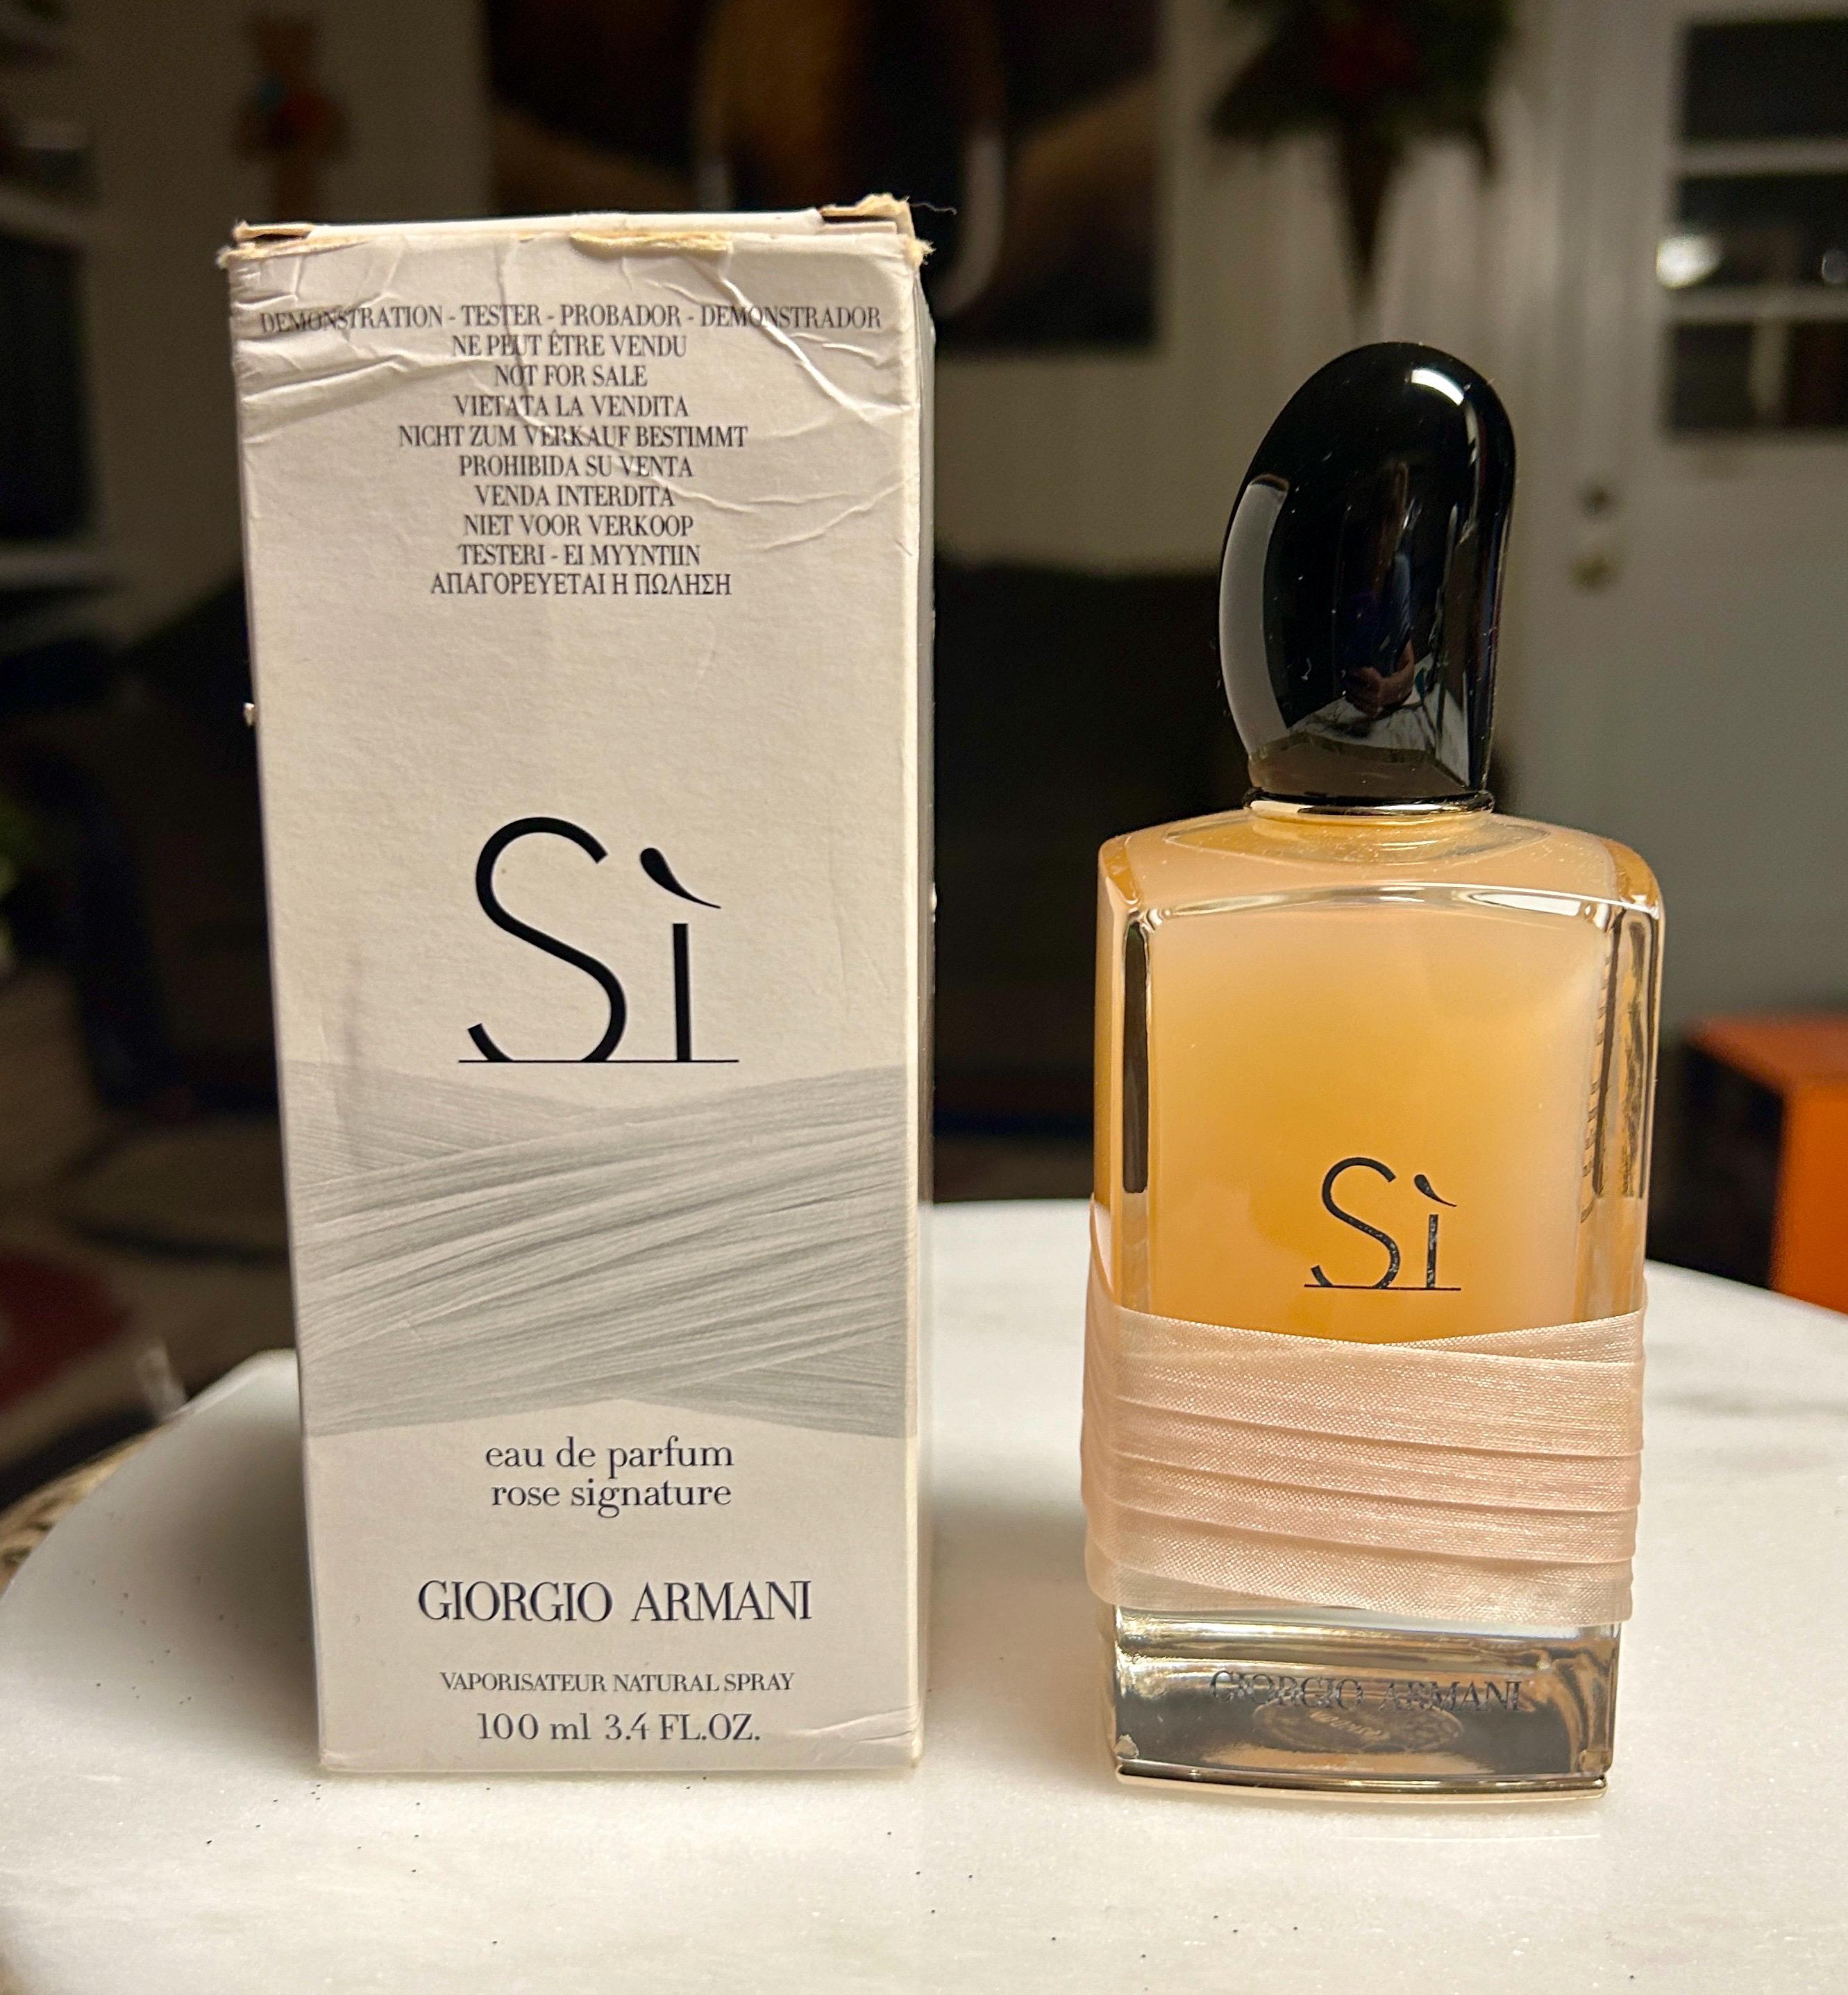 DEMONSTRATION - TESTER - PROBADOR - DEMONSTRADOR
NE PEUT ÊTRE VENDU
NOT FOR SALE
VIETATA LA VENDITA
NICHT ZUM VERKAUF BESTIMMT
PROHIBIDA SU VENTA
VENDA INTERDITA
NIET VOOR VERKOOP
TESTERI - EI MYYNTIIN
ΑΠΑΓΟΡΕΥΕΤΑΙ Η ΠΩΛΗΣΗ
Sì
eau de parfum
rose signature
GIORGIO ARMANI
VAPORISATEUR NATURAL SPRAY
100 ml 3.4 FL.OZ.
Sì
GIORGIO ARMANI